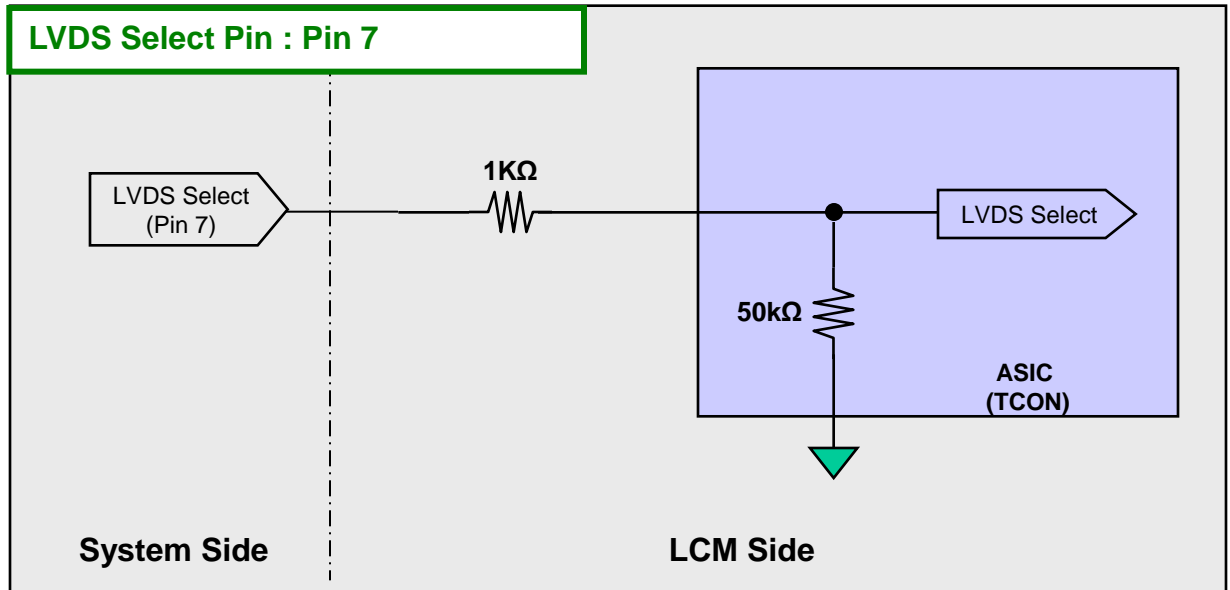 LVDS Select Pin : Pin 7
LVDS Select
(Pin 7)
1KΩ
LVDS Select
50kΩ
ASIC
(TCON)
System Side
LCM Side